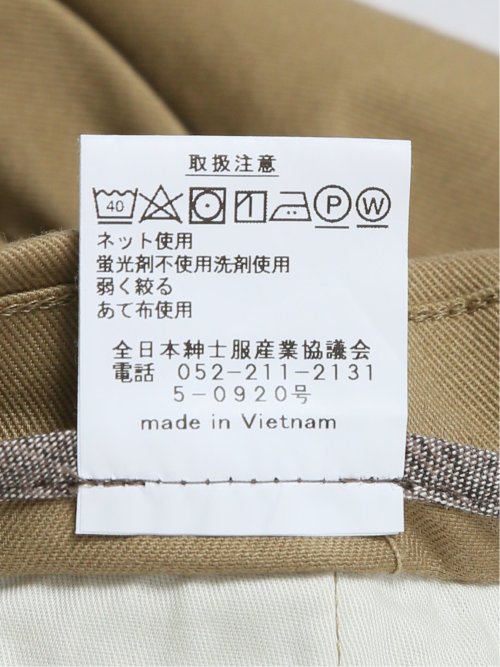 取扱注意
40 P W
ネット使用
蛍光剤不使用洗剤使用
弱く絞る
あて布使用
全日本紳士服産業協議会
電話 052-211-2131
5-0920号
made in Vietnam